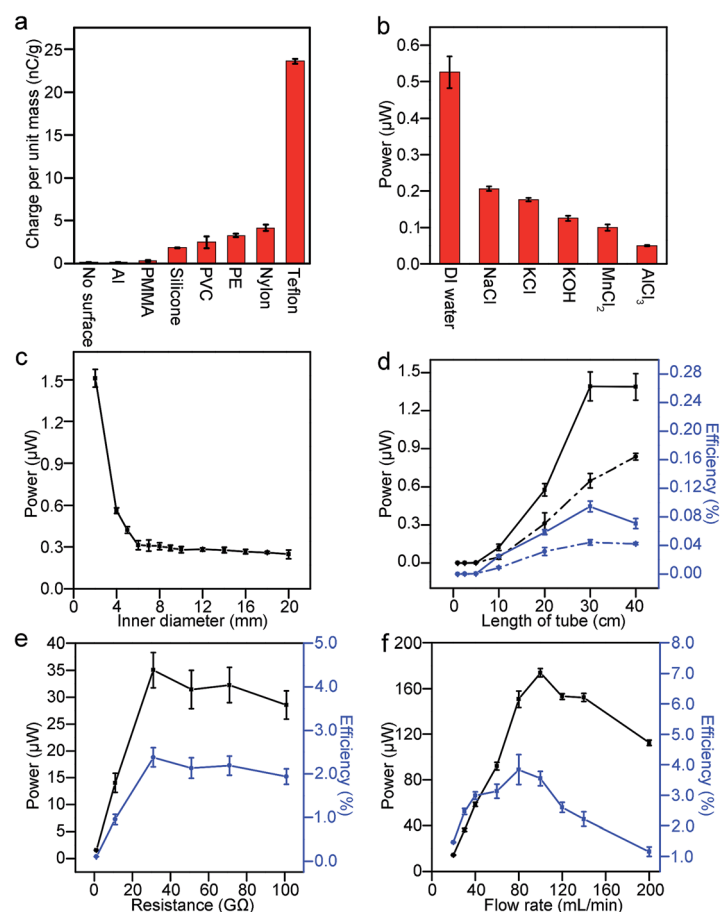 a
Charge per unit mass (nC/g)
25
20
15
10
5
0
No surface
Al
PMMA
Silicone
PVC
PE
Nylon
Teflon
b
Power (µW)
0.6
0.5
0.4
0.3
0.2
0.1
0.0
DI water
NaCl
KCl
KOH
MnCl₂
AlCl₃
c
Power (µW)
1.5
1.2
0.9
0.6
0.3
0.0
0 4 8 12 16 20
Inner diameter (mm)
d
Power (µW)
1.5
1.2
0.9
0.6
0.3
0.0
0 10 20 30 40
Length of tube (cm)
0.28
0.24
0.20
0.16
0.12
0.08
0.04
0.00
Efficiency (%)
e
Power (µW)
40
35
30
25
20
15
10
5
0
0 20 40 60 80 100
Resistance (GΩ)
5.0
4.0
3.0
2.0
1.0
0.0
Efficiency (%)
f
Power (µW)
200
160
120
80
40
0
0 40 80 120 160 200
Flow rate (mL/min)
8.0
7.0
6.0
5.0
4.0
3.0
2.0
1.0
Efficiency (%)